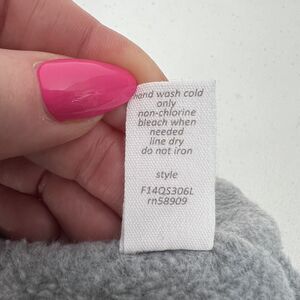 hand wash cold
only
non-chlorine
bleach when
needed
line dry
do not iron
style
F14QS306L
rn58909